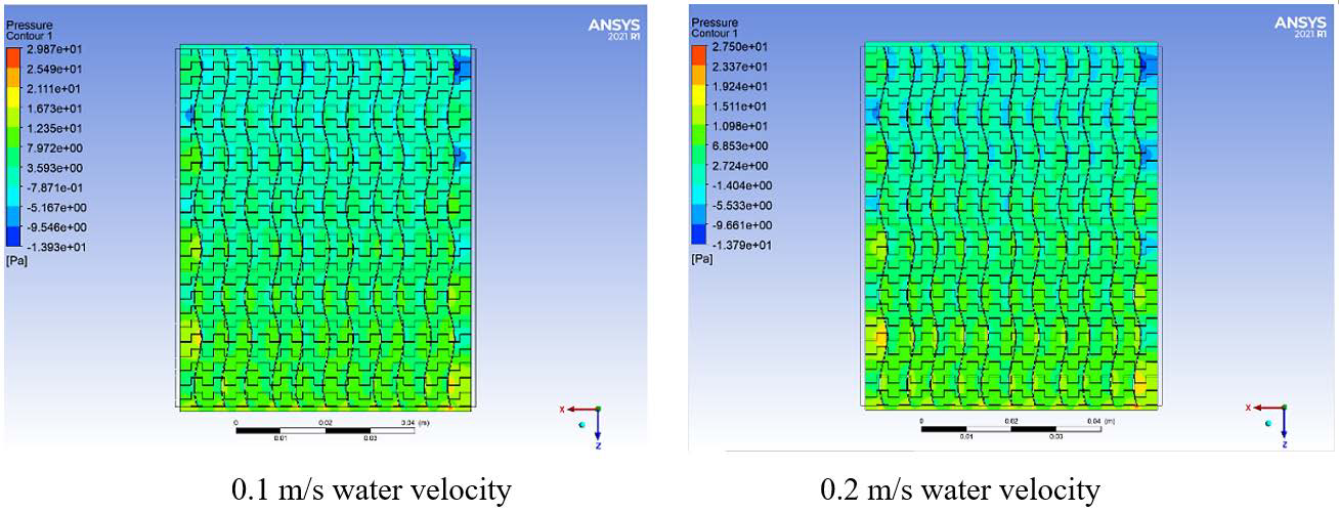 Pressure
Contour 1
2.987e+01
2.549e+01
2.111e+01
1.673e+01
1.235e+01
7.972e+00
3.593e+00
-7.871e-01
-5.167e+00
-9.546e+00
-1.393e+01
[Pa]
ANSYS
2021 R1
0 0.02 0.04 (m)
0.01 0.03
X
Z
Pressure
Contour 1
2.750e+01
2.337e+01
1.924e+01
1.511e+01
1.098e+01
6.853e+00
2.724e+00
-1.404e+00
-5.533e+00
-9.661e+00
-1.379e+01
[Pa]
ANSYS
2021 R1
0 0.02 0.04 (m)
0.01 0.03
X
Z
0.1 m/s water velocity
0.2 m/s water velocity